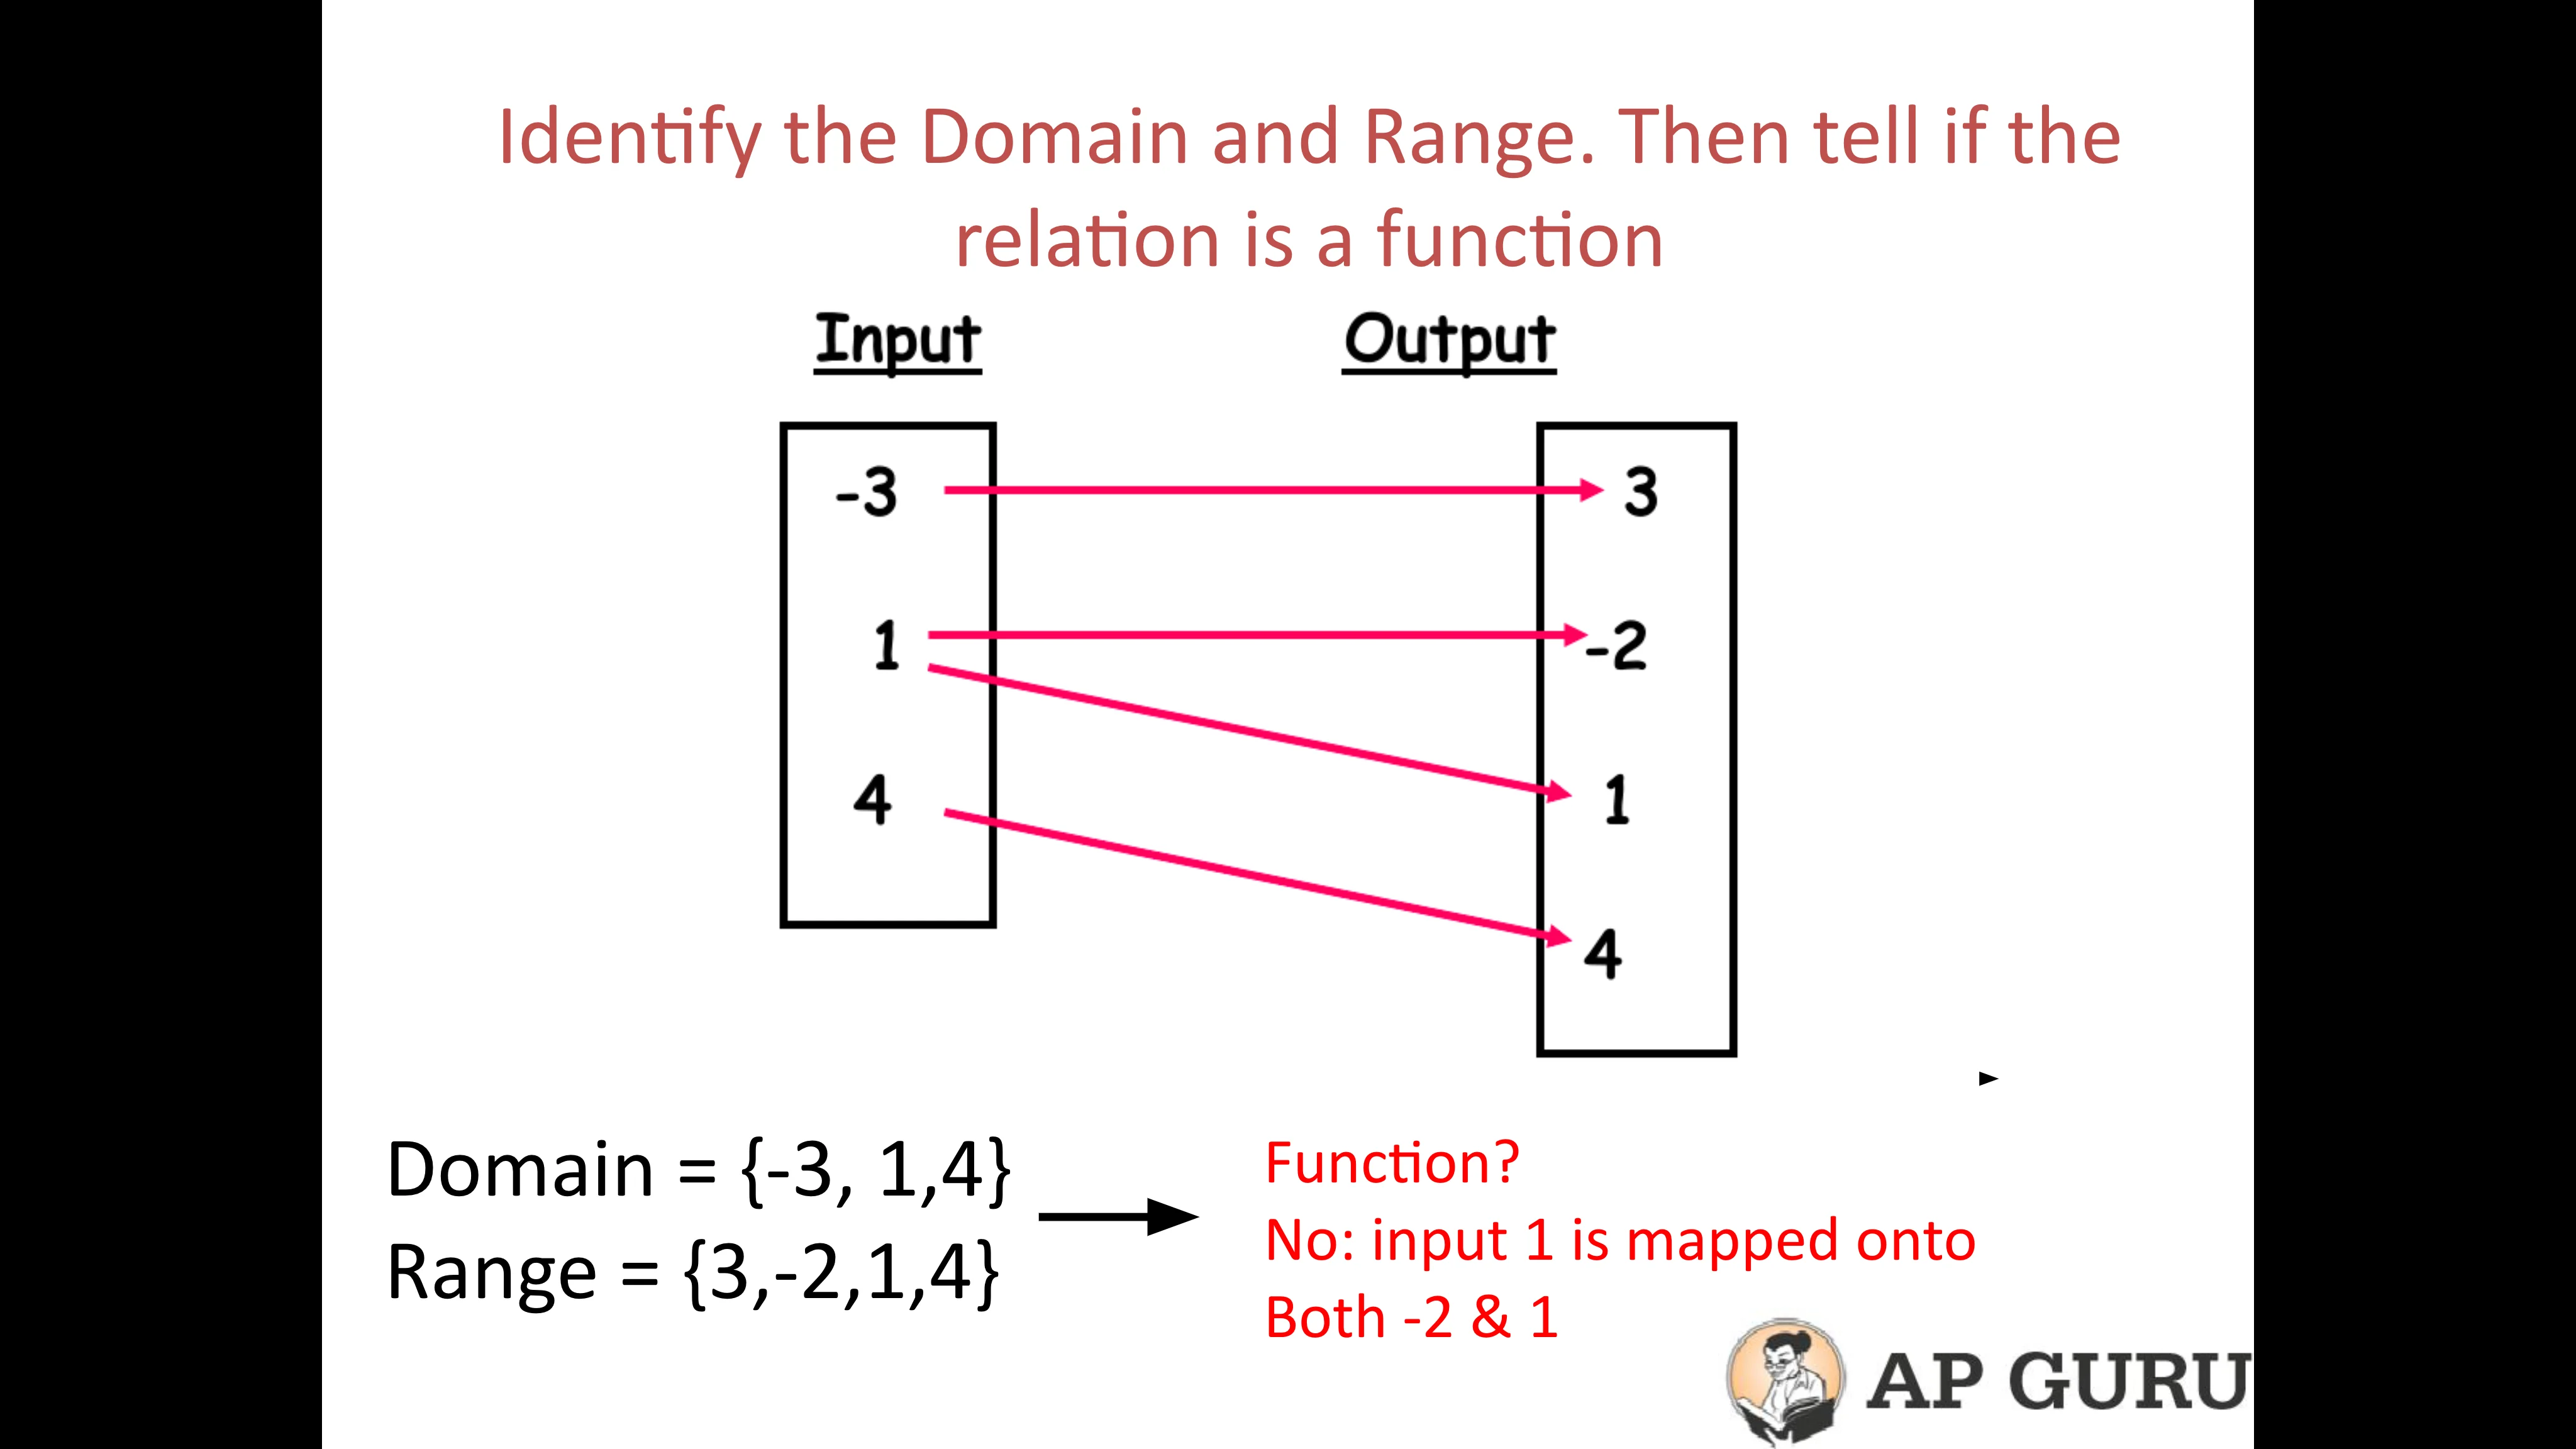 Identify the Domain and Range. Then tell if the
relation is a function
Input Output
-3 3
1 -2
4 1
4
Domain = {-3, 1,4}
Range = {3,-2,1,4}
Function?
No: input 1 is mapped onto
Both -2 & 1
AP GURU